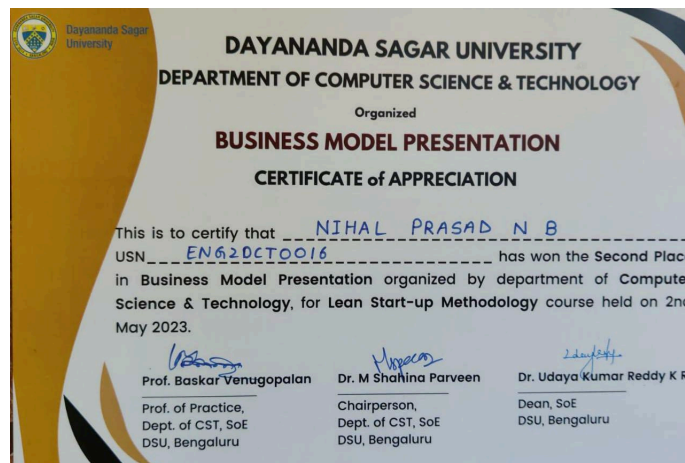 Dayananda Sagar
University
DAYANANDA SAGAR UNIVERSITY
DEPARTMENT OF COMPUTER SCIENCE & TECHNOLOGY
Organized
BUSINESS MODEL PRESENTATION
CERTIFICATE of APPRECIATION
This is to certify that NIHAL PRASAD N B
USN ENG2DCT0016 has won the Second Plac
in Business Model Presentation organized by department of Compute
Science & Technology, for Lean Start-up Methodology course held on 2nd
May 2023.
Prof. Baskar Venugopalan Dr. M Shahina Parveen Dr. Udaya Kumar Reddy K R
Prof. of Practice, Chairperson, Dean, SoE
Dept. of CST, SoE Dept. of CST, SoE DSU, Bengaluru
DSU, Bengaluru DSU, Bengaluru